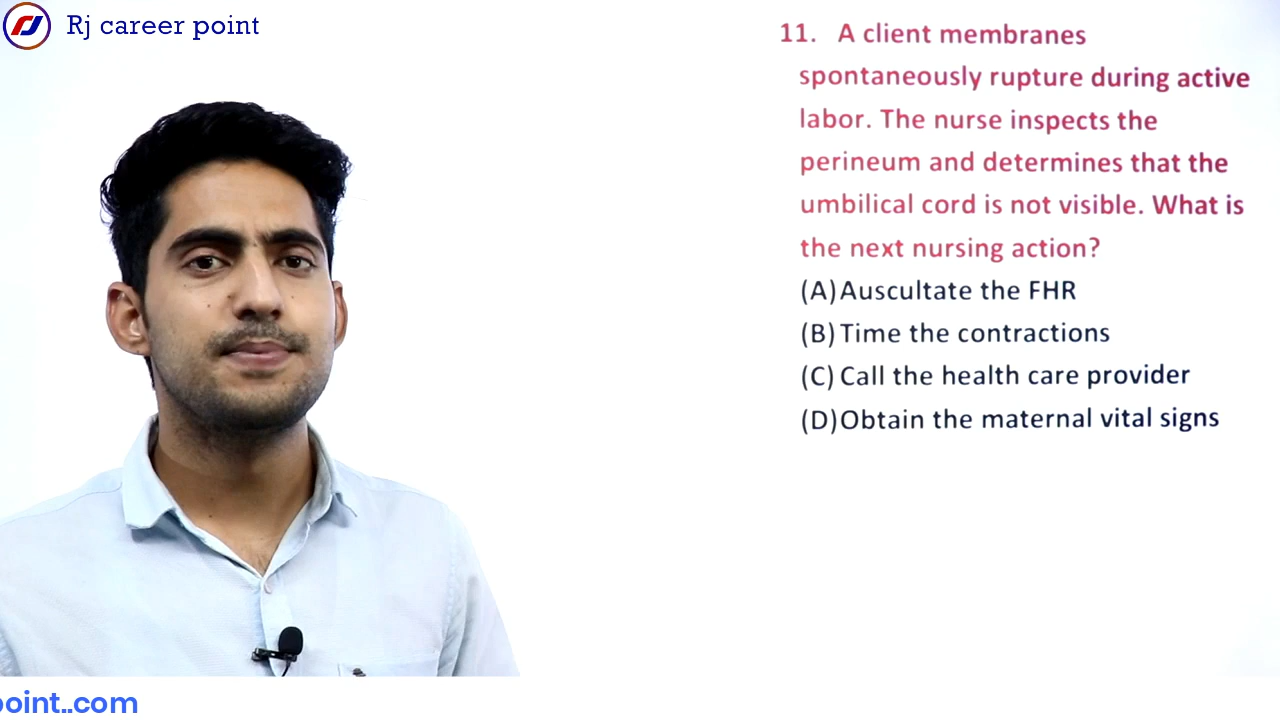 Rj career point
11. A client membranes
spontaneously rupture during active
labor. The nurse inspects the
perineum and determines that the
umbilical cord is not visible. What is
the next nursing action?
(A) Auscultate the FHR
(B) Time the contractions
(C) Call the health care provider
(D) Obtain the maternal vital signs
point..com